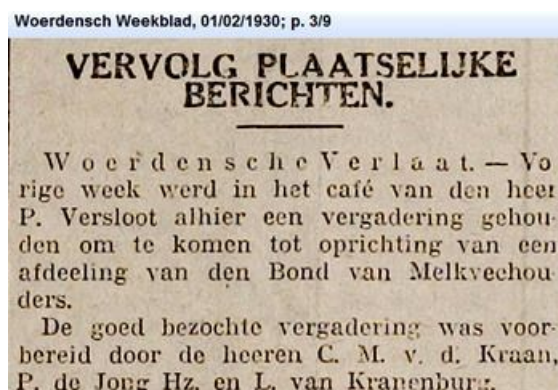 Woerdensch Weekblad, 01/02/1930; p. 3/9
VERVOLG PLAATSELIJKE
BERICHTEN.
Woerdensche Verlaat. — Vo
rige week werd in het café van den heer
P. Versloot alhier een vergadering gehou-
den om te komen tot oprichting van een
afdeeling van den Bond van Melkveehou
ders.
De goed bezochte vergadering was voor-
bereid door de heeren C. M. v. d. Kraan,
P. de Jong Hz. en L. van Kranenburg.